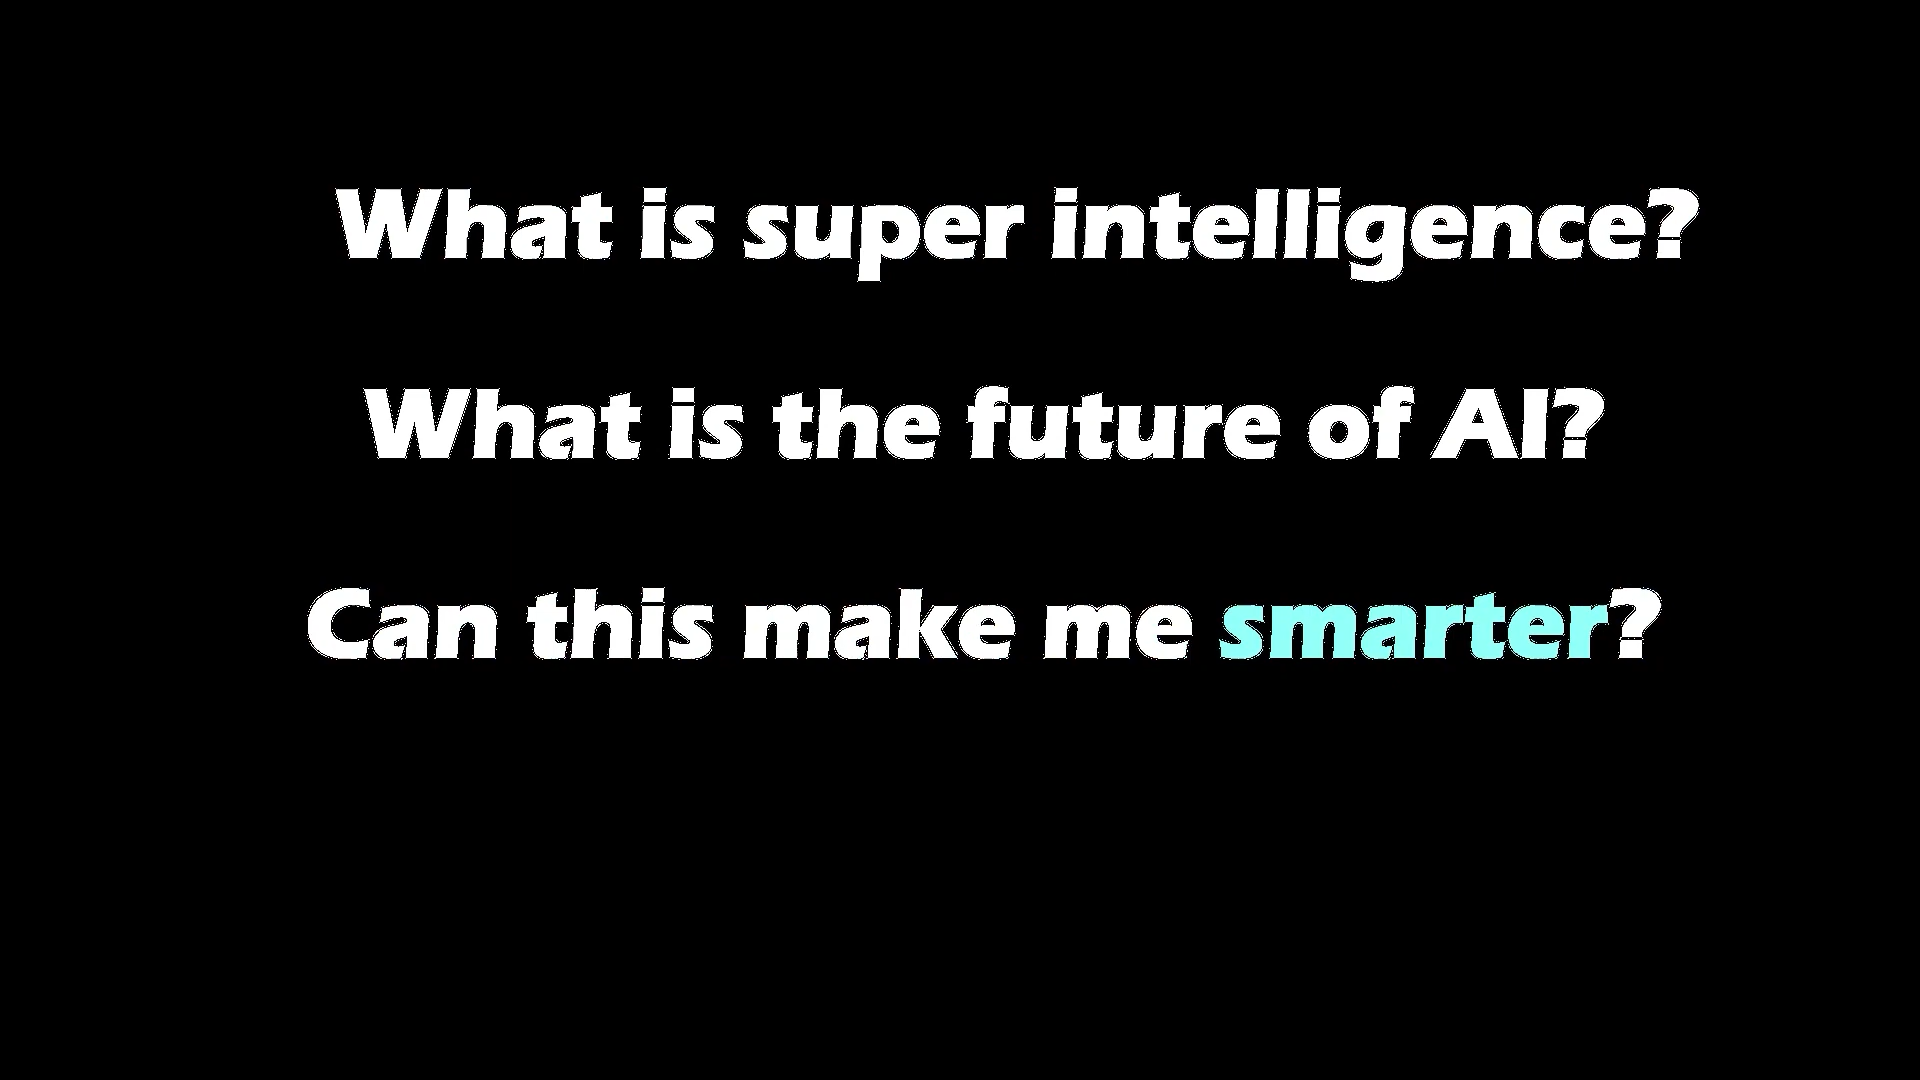 What is super intelligence?
What is the future of AI?
Can this make me smarter?